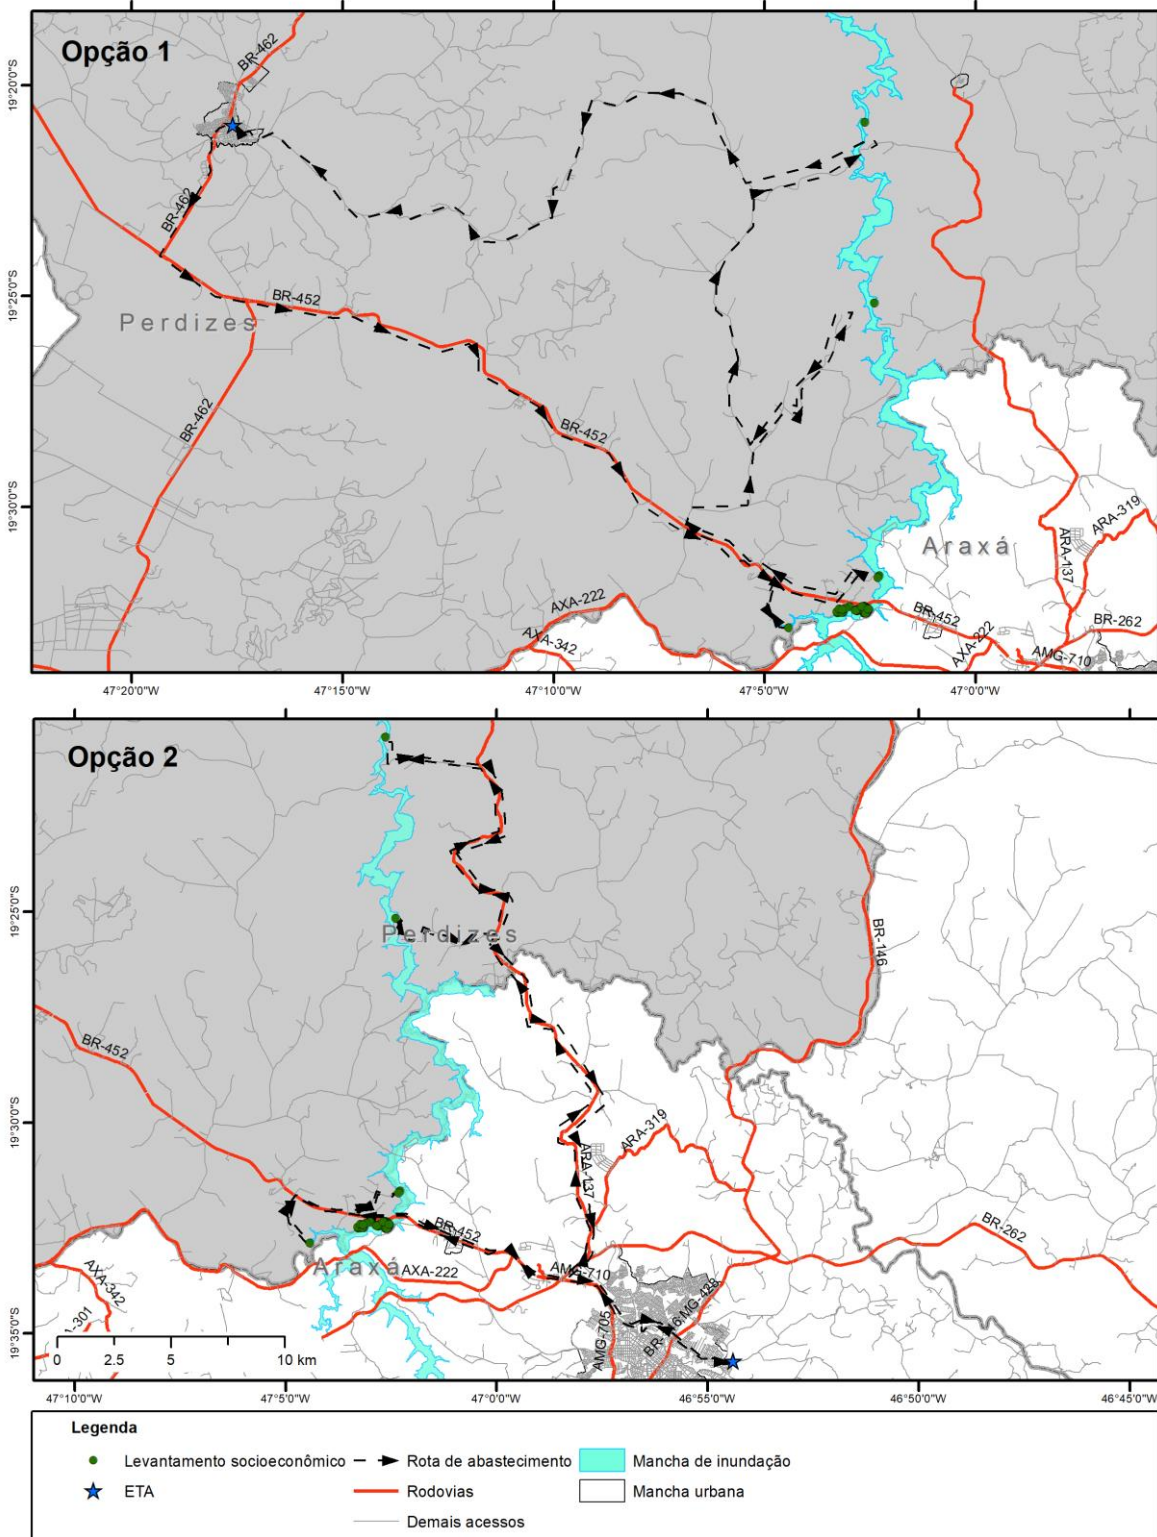 Opção 1
BR-462
19°20'0"S
BR-462
19°25'0"S
BR-452
Perdizes
BR-462
BR-452
19°30'0"S
ARA-319
Araxá
ARA-137
AXA-222
BR-452
BR-262
AXA-342
AXA-222
AMG-710
47°20'0"W
47°15'0"W
47°10'0"W
47°5'0"W
47°0'0"W
Opção 2
19°25'0"S
Perdizes
BR-146
BR-452
19°30'0"S
ARA-319
ARA-137
BR-452
BR-262
Araxá
AXA-222
AMG-710
AXA-342
19°35'0"S
AMG-705
0 2.5 5 10 km
47°10'0"W
47°5'0"W
47°0'0"W
46°55'0"W
46°50'0"W
46°45'0"W
Legenda
Levantamento socioeconômico
Rota de abastecimento
Mancha de inundação
ETA
Rodovias
Mancha urbana
Demais acessos